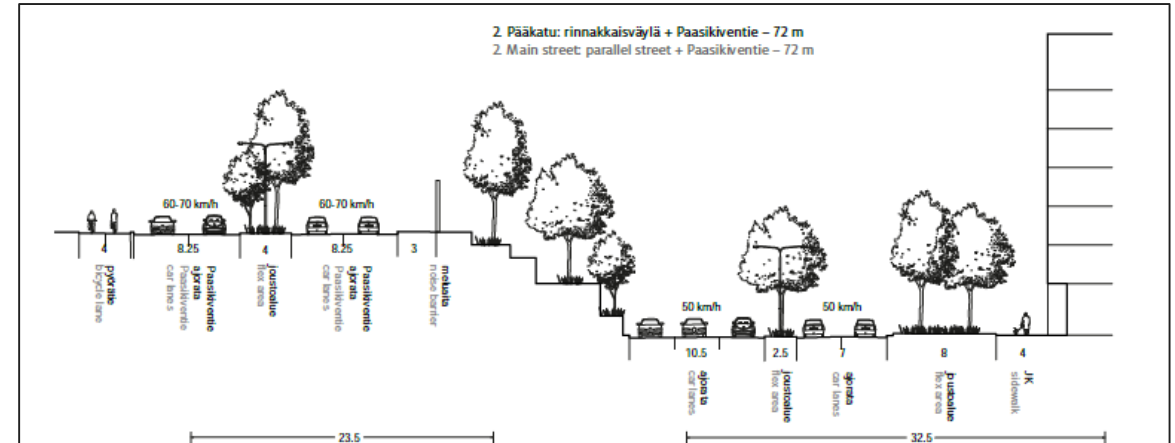 2. Pääkatu: rinnakkaisväylä + Paasikiventie – 72 m
2. Main street: parallel street + Paasikiventie – 72 m
60-70 km/h
60-70 km/h
4
8.25
4
8.25
3
pyörätie
bicycle lane
Paasikiventie
ajorata
Paasikiventie
car lanes
joustoalue
flex area
Paasikiventie
ajorata
Paasikiventie
car lanes
meluaita
noise barrier
50 km/h
50 km/h
10.5
2.5
7
8
4
ajorata
car lanes
joustoalue
flex area
ajorata
car lanes
joustoalue
flex area
JK
sidewalk
23.5
32.5